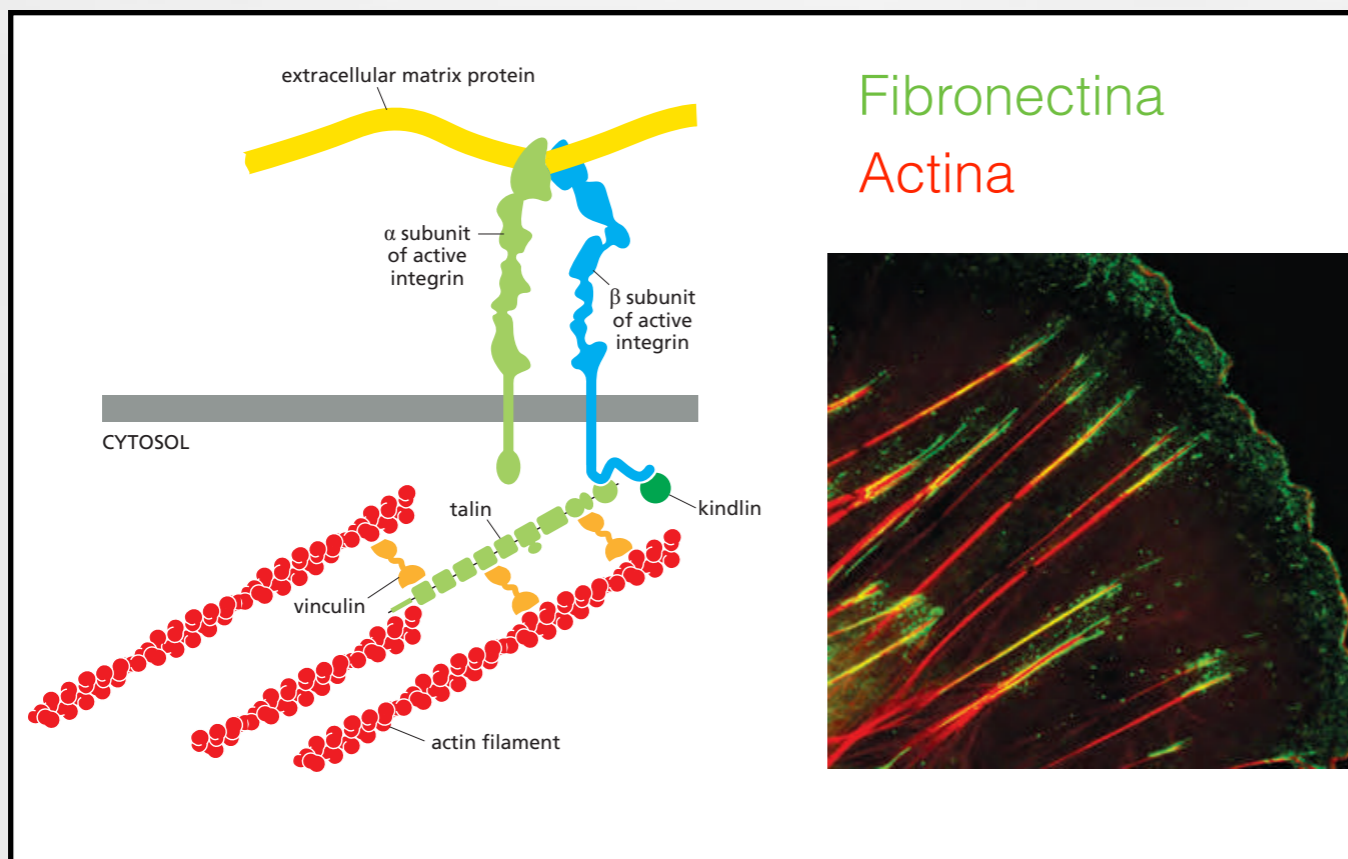 extracellular matrix protein
Fibronectina
Actina
α subunit
of active
integrin
β subunit
of active
integrin
CYTOSOL
talin
kindlin
vinculin
actin filament